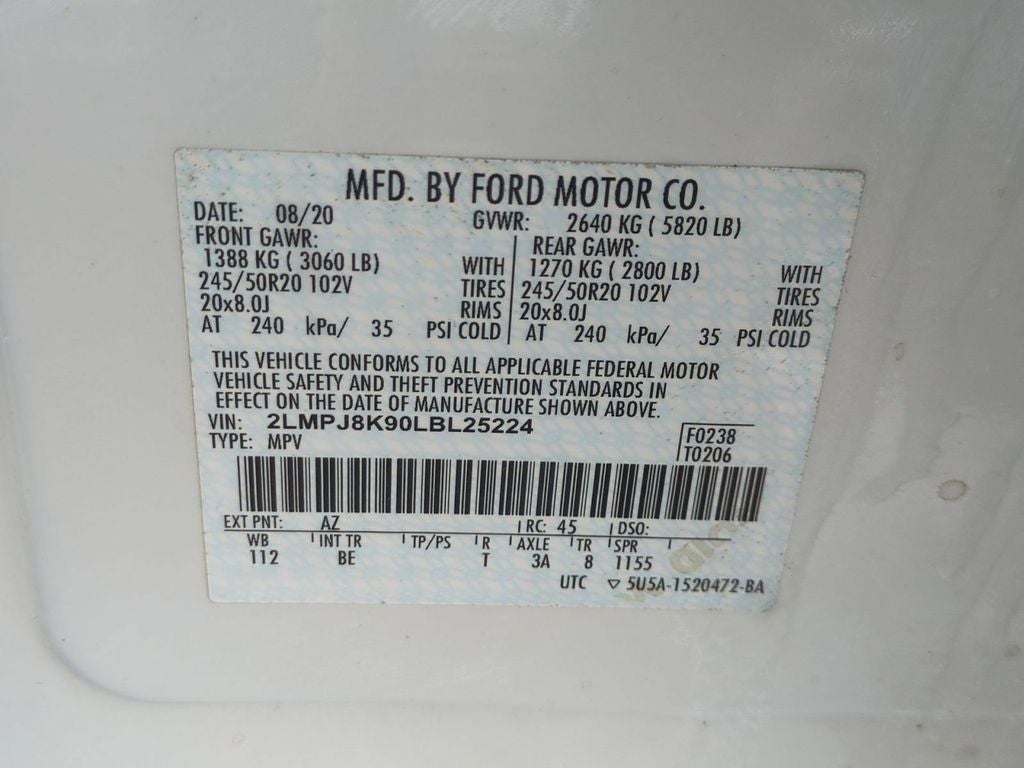 MFD. BY FORD MOTOR CO.
DATE: 08/20 GVWR: 2640 KG ( 5820 LB)
FRONT GAWR: REAR GAWR:
1388 KG ( 3060 LB) WITH 1270 KG ( 2800 LB) WITH
245/50R20 102V TIRES 245/50R20 102V TIRES
20x8.0J RIMS 20x8.0J RIMS
AT 240 kPa/ 35 PSI COLD AT 240 kPa/ 35 PSI COLD
THIS VEHICLE CONFORMS TO ALL APPLICABLE FEDERAL MOTOR
VEHICLE SAFETY AND THEFT PREVENTION STANDARDS IN
EFFECT ON THE DATE OF MANUFACTURE SHOWN ABOVE.
VIN: 2LMPJ8K90LBL25224 F0238
TYPE: MPV T0206
EXT PNT: AZ RC: 45 DSO:
WB INT TR TP/PS R AXLE TR SPR
112 BE T 3A 8 1155
UTC ▽ 5U5A-1520472-BA